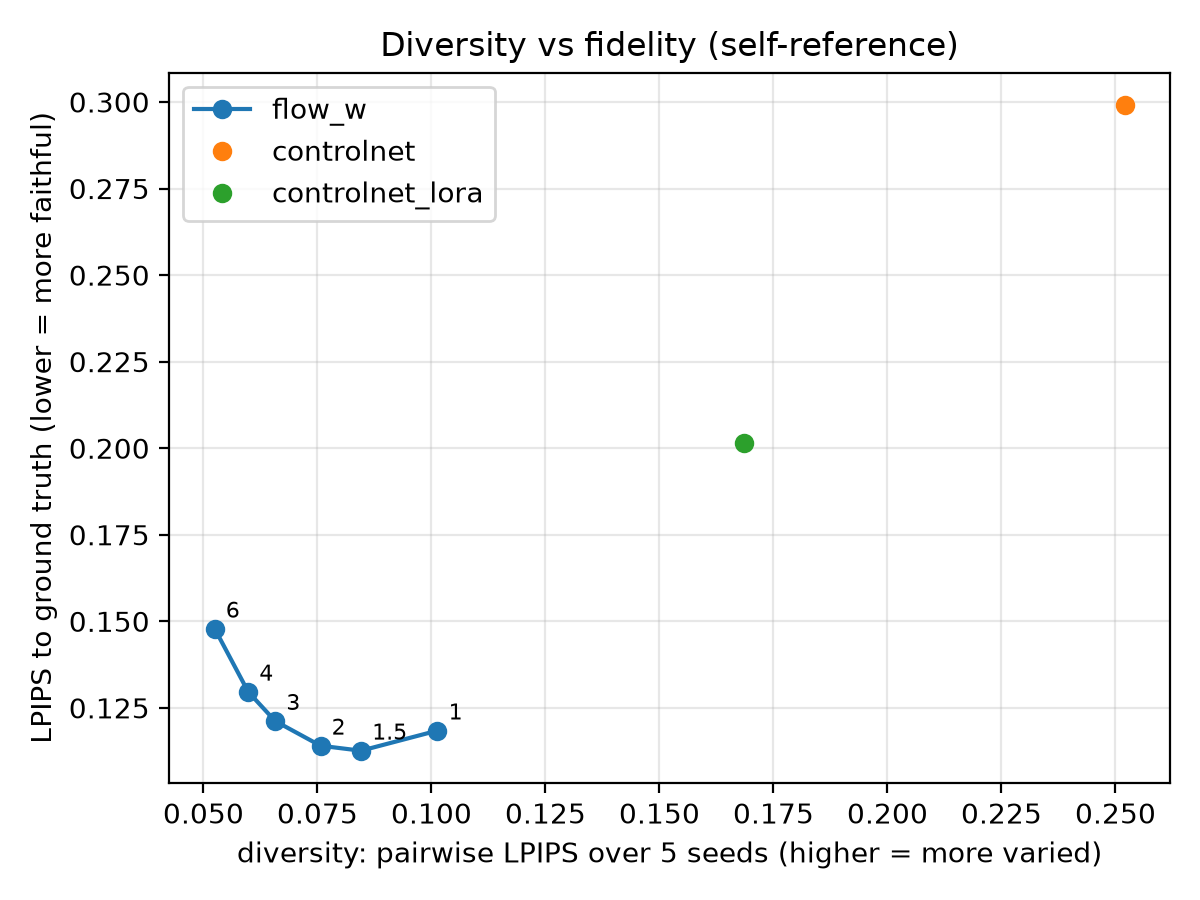 Diversity vs fidelity (self-reference)
flow_w
controlnet
controlnet_lora
LPIPS to ground truth (lower = more faithful)
0.300
0.275
0.250
0.225
0.200
0.175
0.150
0.125
6
4
3
2
1.5
1
0.050 0.075 0.100 0.125 0.150 0.175 0.200 0.225 0.250
diversity: pairwise LPIPS over 5 seeds (higher = more varied)